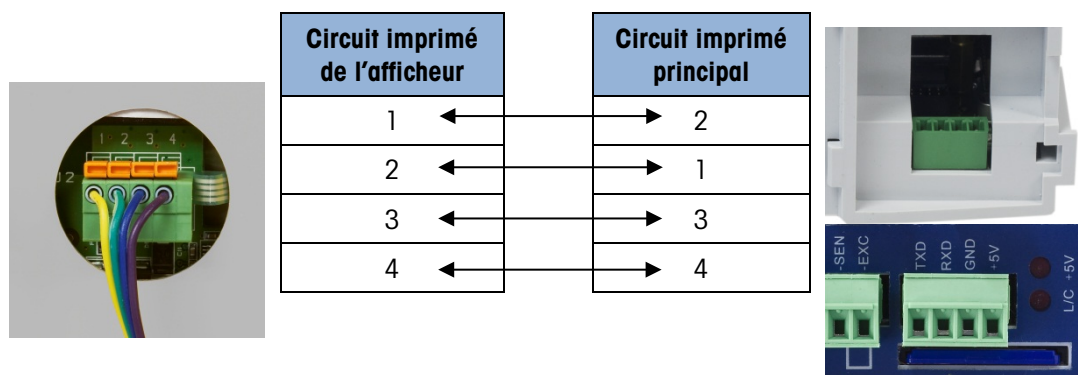 Circuit imprimé
de l'afficheur
Circuit imprimé
principal
1 2
2 1
3 3
4 4
1 2 3 4
J2
-SEN
-EXC
TXD
RXD
GND
+5V
L/C +5V